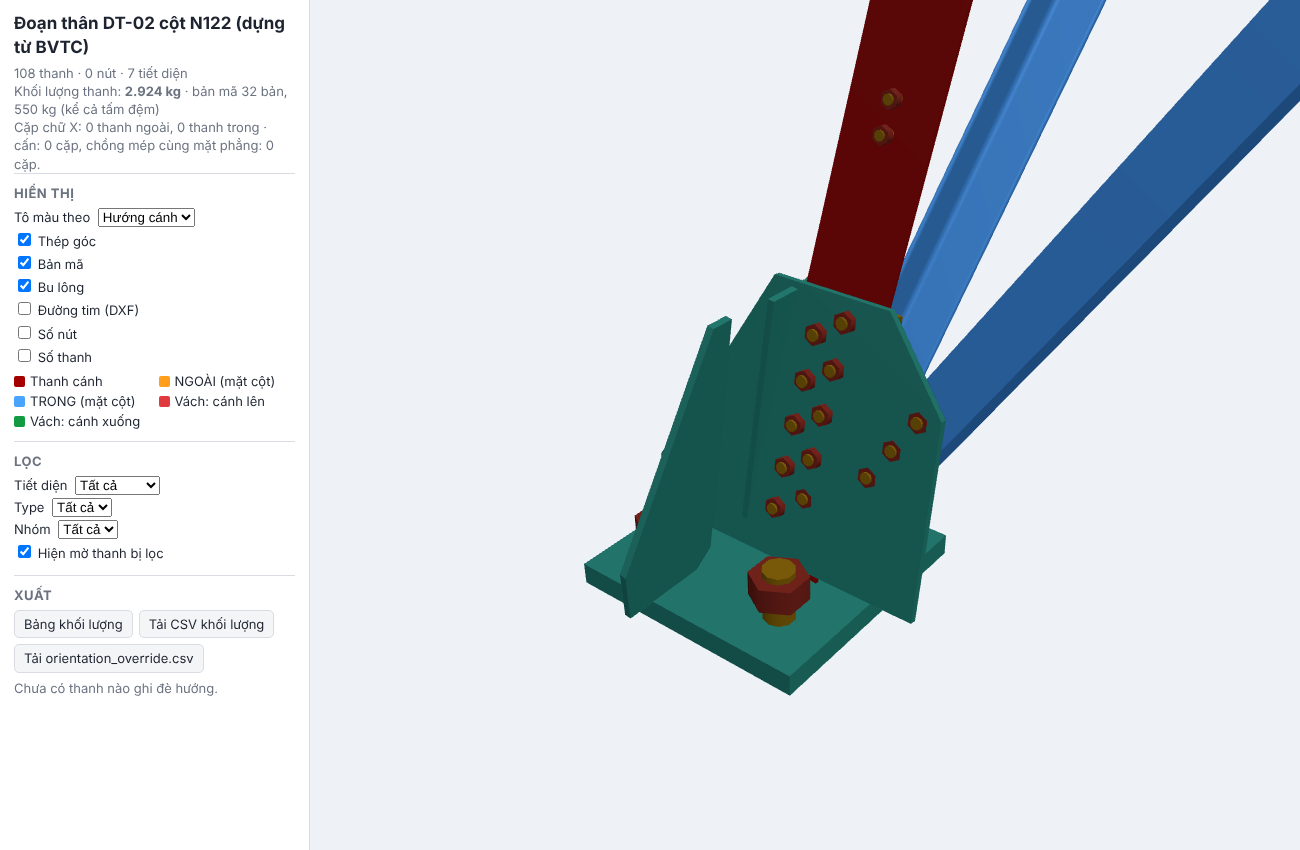 Đoạn thân DT-02 cột N122 (dựng
từ BVTC)
108 thanh · 0 nút · 7 tiết diện
Khối lượng thanh: 2.924 kg · bản mã 32 bản,
550 kg (kể cả tấm đệm)
Cặp chữ X: 0 thanh ngoài, 0 thanh trong ·
cấn: 0 cặp, chồng mép cùng mặt phẳng: 0
cặp.
HIỂN THỊ
Tô màu theo Hướng cánh
Thép góc
Bản mã
Bu lông
Đường tim (DXF)
Số nút
Số thanh
Thanh cánh
NGOÀI (mặt cột)
TRONG (mặt cột)
Vách: cánh lên
Vách: cánh xuống
LỌC
Tiết diện Tất cả
Type Tất cả
Nhóm Tất cả
Hiện mờ thanh bị lọc
XUẤT
Bảng khối lượng
Tải CSV khối lượng
Tải orientation_override.csv
Chưa có thanh nào ghi đè hướng.